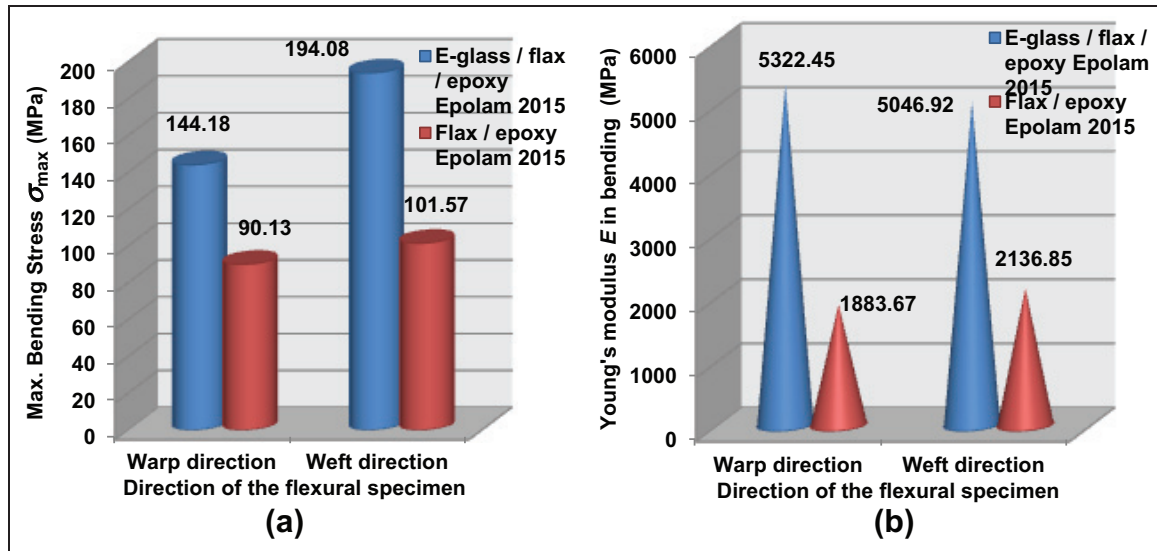 194.08
E-glass / flax
/ epoxy
Epolam 2015
Flax / epoxy
Epolam 2015
144.18
90.13
101.57
200
180
160
140
120
100
80
60
40
20
0
Max. Bending Stress σmax (MPa)
Warp direction
Weft direction
Direction of the flexural specimen
(a)
E-glass / flax /
epoxy Epolam
2015
Flax / epoxy
Epolam 2015
5322.45
5046.92
2136.85
1883.67
6000
5000
4000
3000
2000
1000
0
Young's modulus E in bending (MPa)
Warp direction
Weft direction
Direction of the flexural specimen
(b)